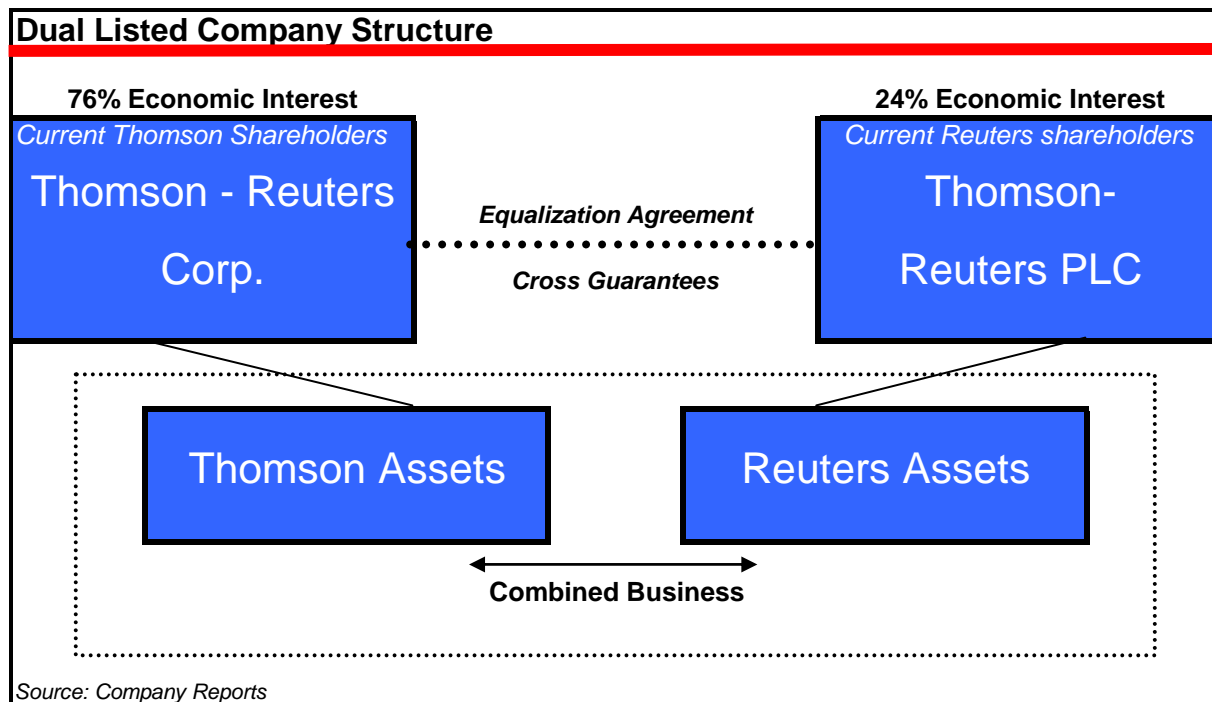 Dual Listed Company Structure
76% Economic Interest
24% Economic Interest
Current Thomson Shareholders
Thomson - Reuters
Corp.
Current Reuters shareholders
Thomson-
Reuters PLC
Equalization Agreement
Cross Guarantees
Thomson Assets
Reuters Assets
Combined Business
Source: Company Reports